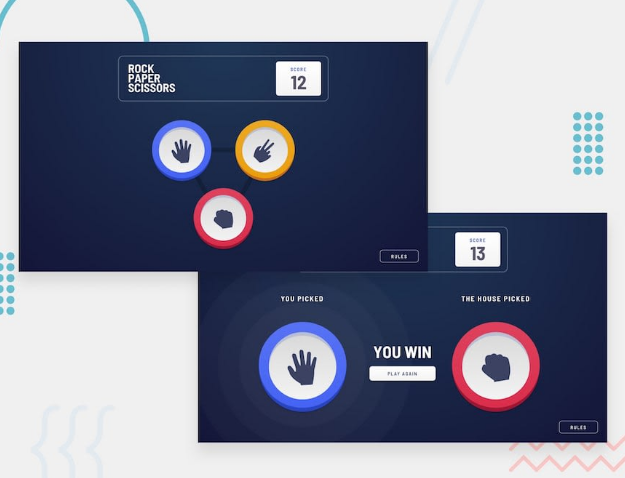 ROCK
PAPER
SCISSORS
SCORE
12
RULES
SCORE
13
YOU PICKED
THE HOUSE PICKED
YOU WIN
PLAY AGAIN
RULES